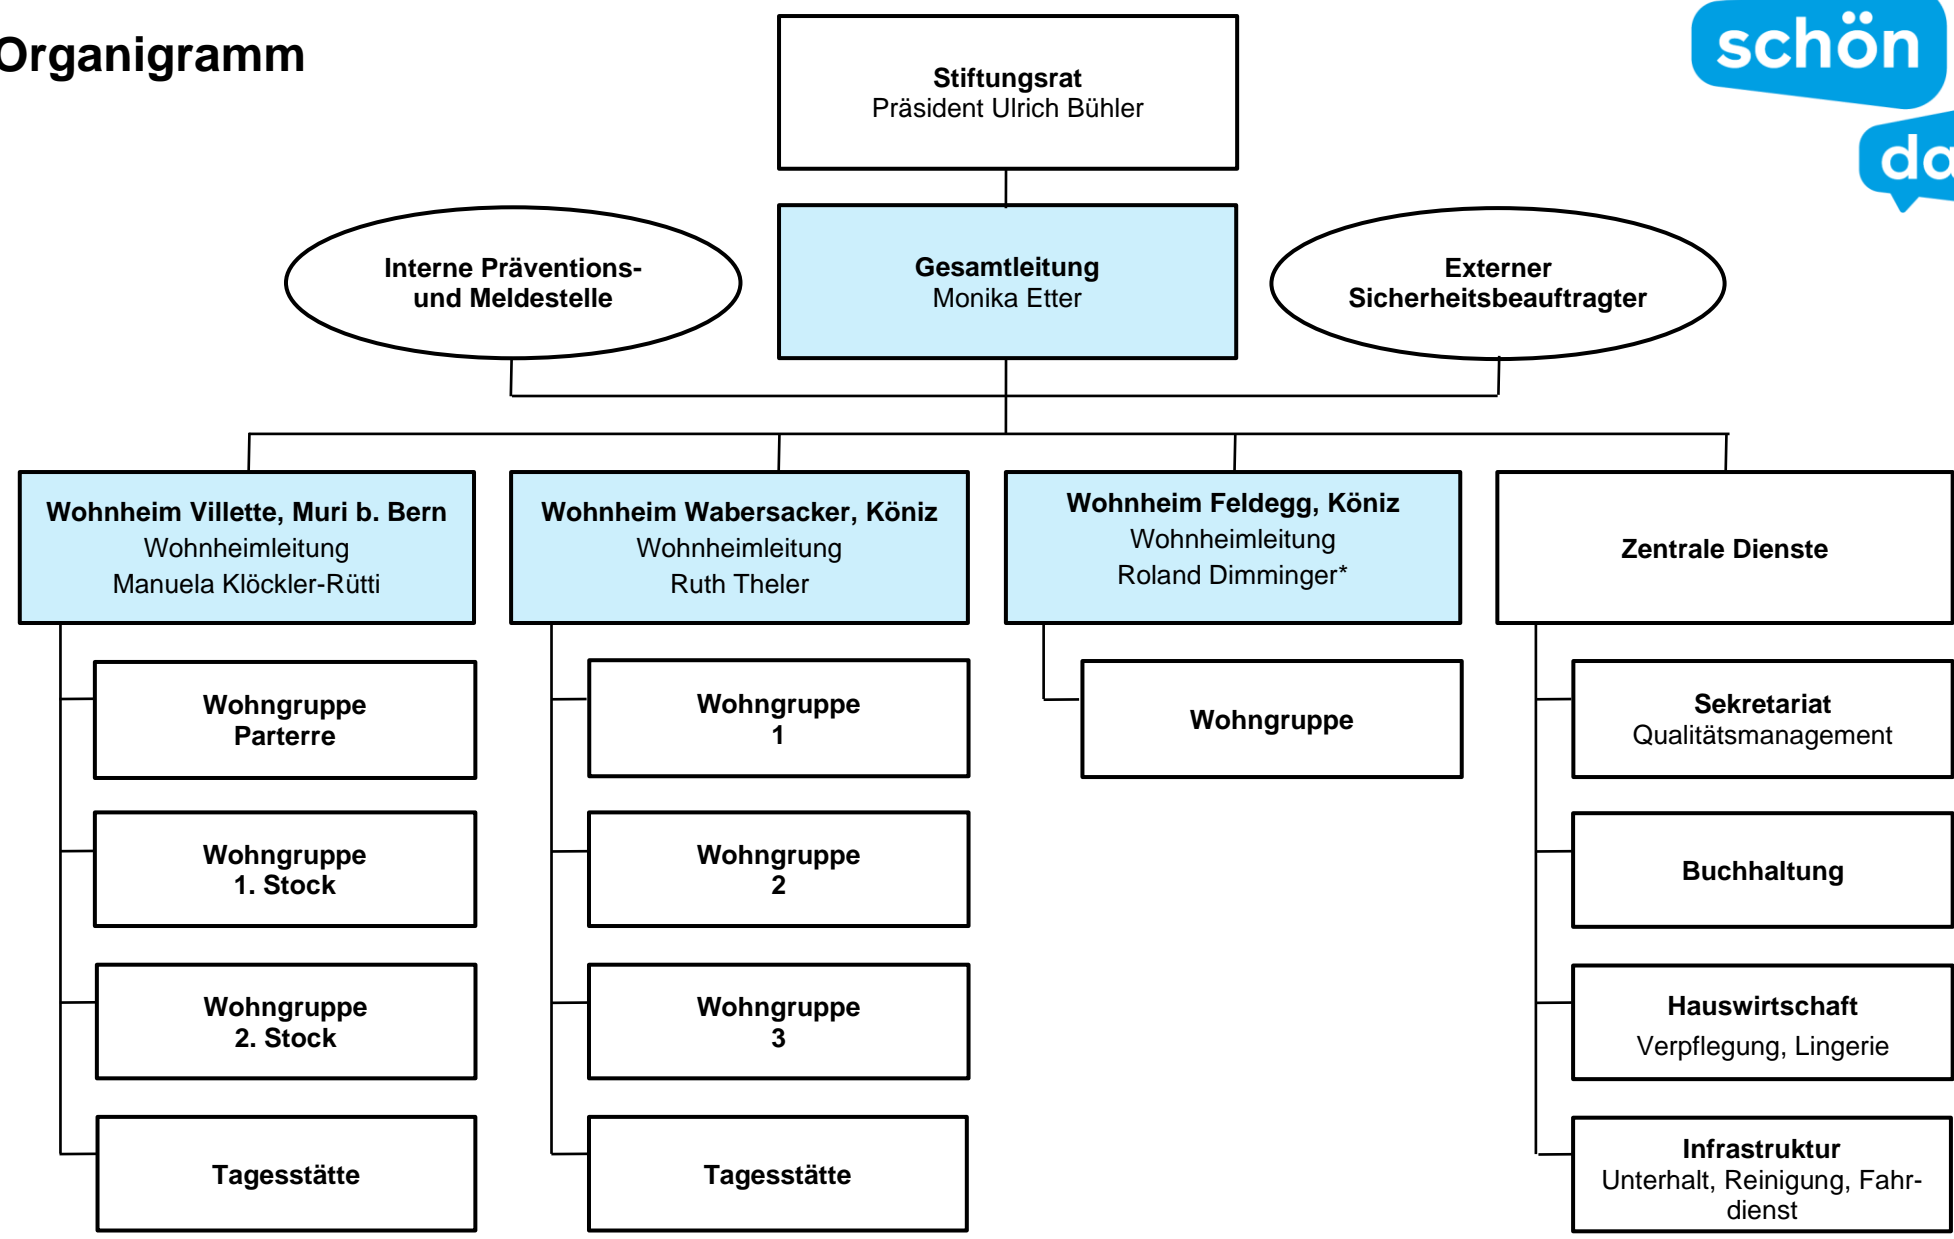 Organigramm
schön
da
Stiftungsrat
Präsident Ulrich Bühler
Interne Präventions-
und Meldestelle
Gesamtleitung
Monika Etter
Externer
Sicherheitsbeauftragter
Wohnheim Villette, Muri b. Bern
Wohnheimleitung
Manuela Klöckler-Rütti
Wohnheim Wabersacker, Köniz
Wohnheimleitung
Ruth Theler
Wohnheim Feldegg, Köniz
Wohnheimleitung
Roland Dimminger*
Zentrale Dienste
Wohngruppe
Parterre
Wohngruppe
1. Stock
Wohngruppe
2. Stock
Tagesstätte
Wohngruppe
1
Wohngruppe
2
Wohngruppe
3
Tagesstätte
Wohngruppe
Sekretariat
Qualitätsmanagement
Buchhaltung
Hauswirtschaft
Verpflegung, Lingerie
Infrastruktur
Unterhalt, Reinigung, Fahr-
dienst